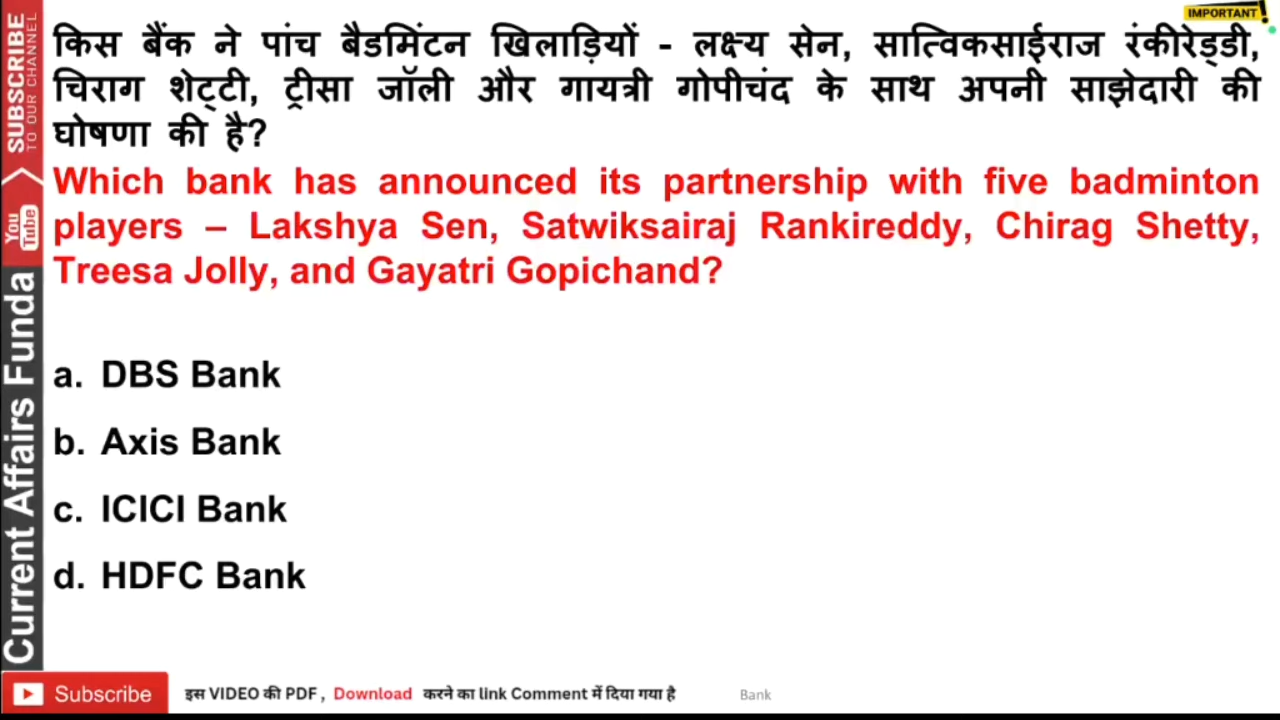 IMPORTANT!
किस बैंक ने पांच बैडमिंटन खिलाड़ियों - लक्ष्य सेन, सात्विकसाईराज रंकीरेड्डी,
चिराग शेट्टी, ट्रीसा जॉली और गायत्री गोपीचंद के साथ अपनी साझेदारी की
घोषणा की है?
Which bank has announced its partnership with five badminton
players – Lakshya Sen, Satwiksairaj Rankireddy, Chirag Shetty,
Treesa Jolly, and Gayatri Gopichand?
a. DBS Bank
b. Axis Bank
c. ICICI Bank
d. HDFC Bank
SUBSCRIBE
TO OUR CHANNEL
You
Tube
Current Affairs Funda
Subscribe
इस VIDEO की PDF, Download करने का link Comment में दिया गया है
Bank